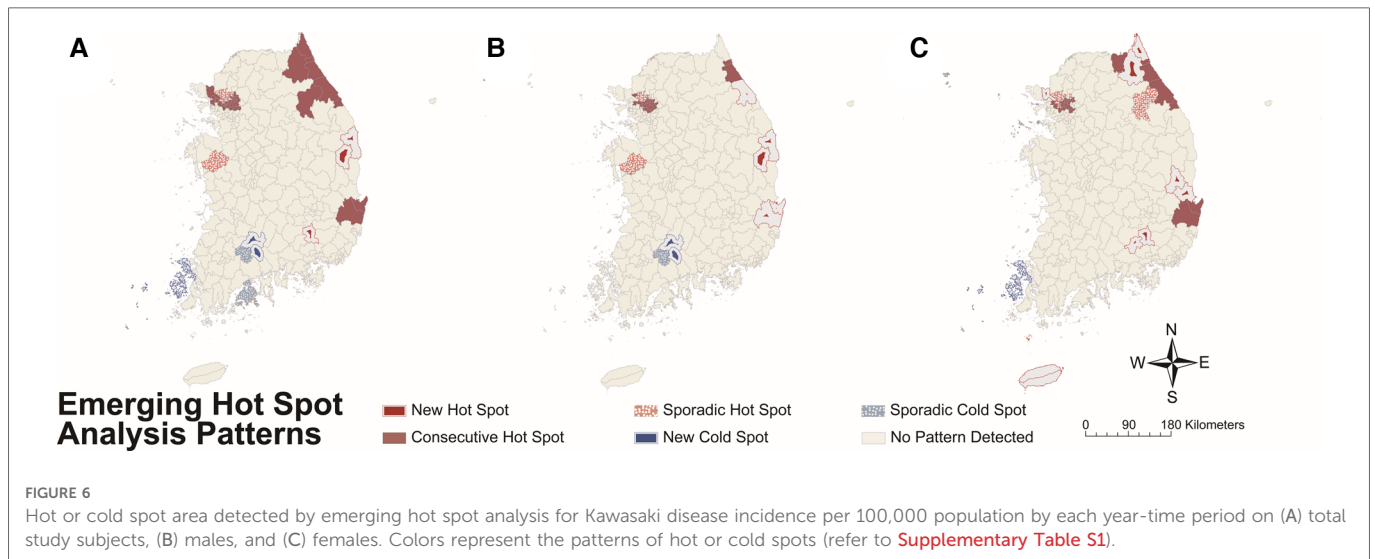 A
B
C
N
W
E
S
Emerging Hot Spot
Analysis Patterns
New Hot Spot
Sporadic Hot Spot
Sporadic Cold Spot
Consecutive Hot Spot
New Cold Spot
No Pattern Detected
0 90 180 Kilometers
FIGURE 6
Hot or cold spot area detected by emerging hot spot analysis for Kawasaki disease incidence per 100,000 population by each year-time period on (A) total
study subjects, (B) males, and (C) females. Colors represent the patterns of hot or cold spots (refer to Supplementary Table S1).